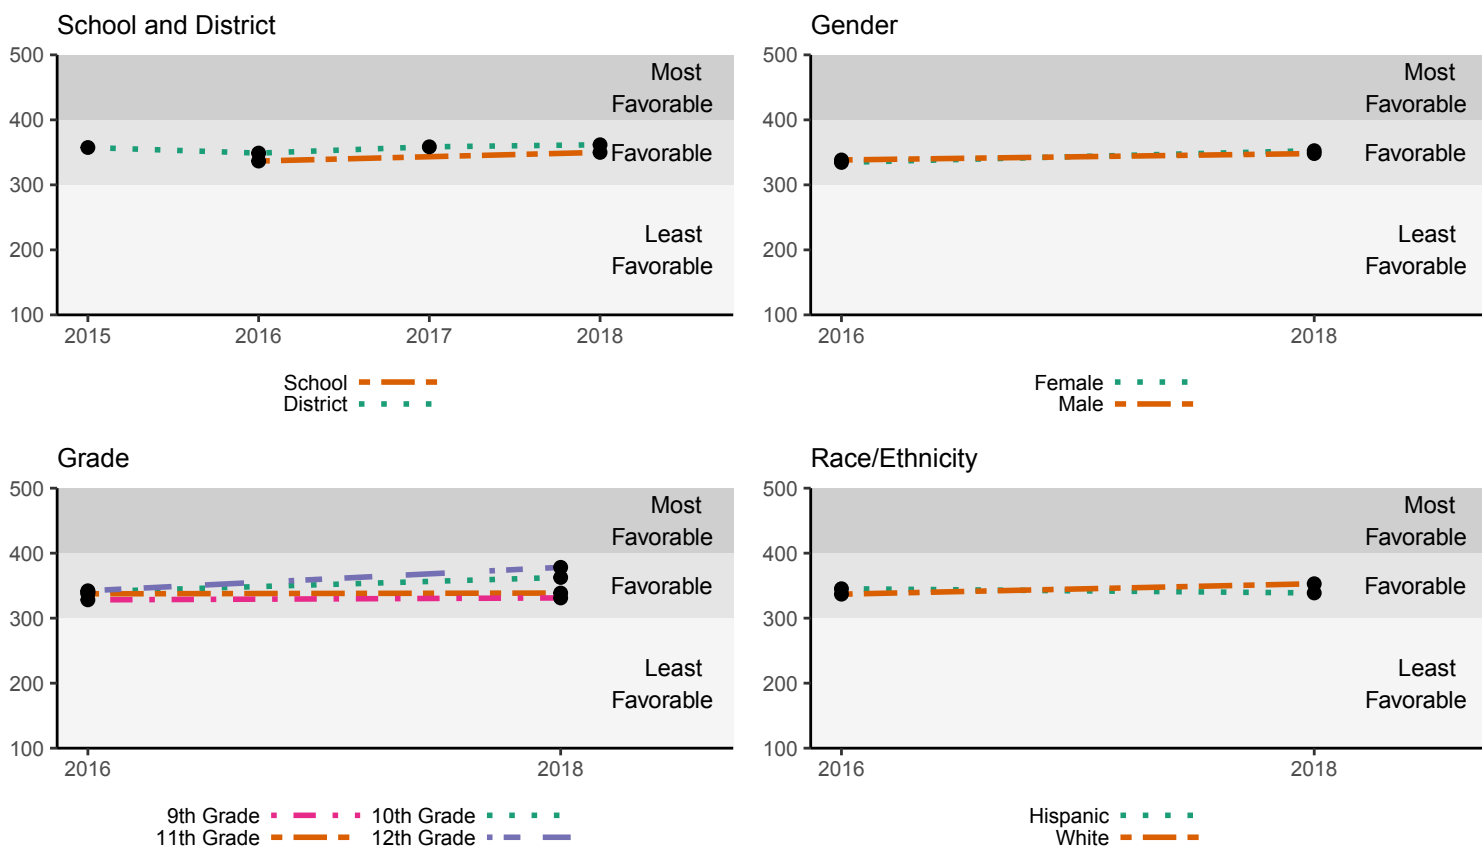 School and District
500
400
300
200
100
Most
Favorable
Favorable
Least
Favorable
2015 2016 2017 2018
School
District
Gender
500
400
300
200
100
Most
Favorable
Favorable
Least
Favorable
2016 2018
Female
Male
Grade
500
400
300
200
100
Most
Favorable
Favorable
Least
Favorable
2016 2018
9th Grade 10th Grade
11th Grade 12th Grade
Race/Ethnicity
500
400
300
200
100
Most
Favorable
Favorable
Least
Favorable
2016 2018
Hispanic
White